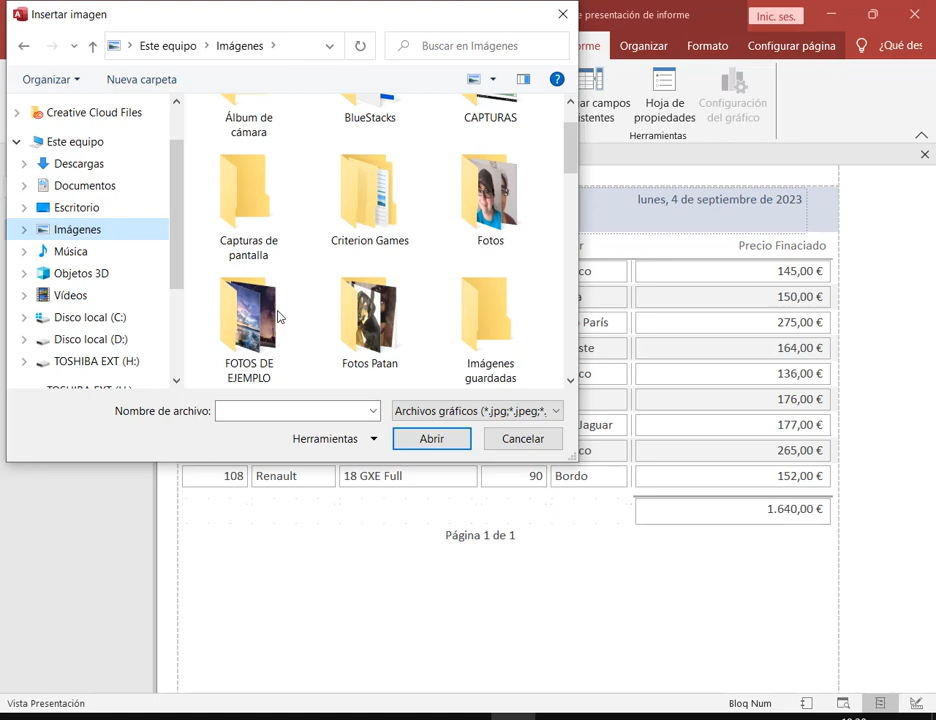 Insertar imagen
e presentación de informe
Inic. ses.
Este equipo
Imágenes
Buscar en Imágenes
rme
Organizar
Formato
Configurar página
¿Qué des
Organizar
Nueva carpeta
ar campos
istentes
Hoja de
propiedades
Configuración
del gráfico
Herramientas
Creative Cloud Files
Este equipo
Descargas
Documentos
Escritorio
Imágenes
Música
Objetos 3D
Vídeos
Disco local (C:)
Disco local (D:)
TOSHIBA EXT (H:)
Álbum de
cámara
BlueStacks
CAPTURAS
Capturas de
pantalla
Criterion Games
Fotos
FOTOS DE
EJEMPLO
Fotos Patan
Imágenes
guardadas
Nombre de archivo:
Archivos gráficos (*.jpg;*.jpeg;*.
Herramientas
Abrir
Cancelar
lunes, 4 de septiembre de 2023
r
Precio Finaciado
co
145,00 €
a
150,00 €
París
275,00 €
ste
164,00 €
co
136,00 €
176,00 €
Jaguar
177,00 €
co
265,00 €
108
Renault
18 GXE Full
90
Bordo
152,00 €
1.640,00 €
Página 1 de 1
Vista Presentación
Bloq Num